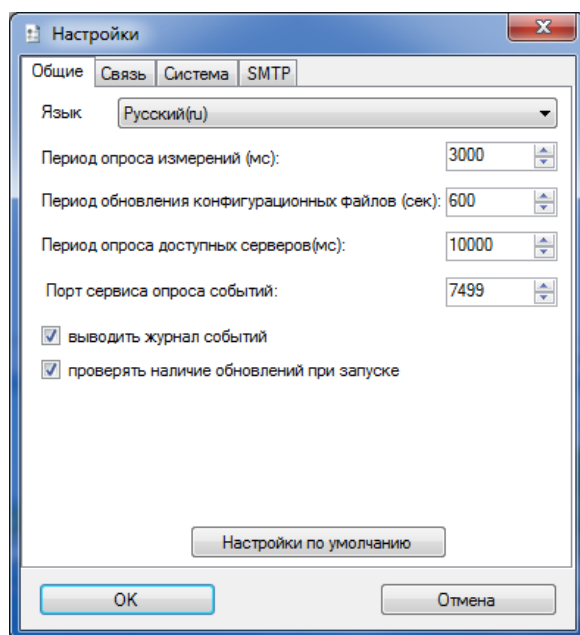 Настройки
Общие Связь Система SMTP
Язык Русский(ru)
Период опроса измерений (мс): 3000
Период обновления конфигурационных файлов (сек): 600
Период опроса доступных серверов(мс): 10000
Порт сервиса опроса событий: 7499
выводить журнал событий
проверять наличие обновлений при запуске
Настройки по умолчанию
OK Отмена